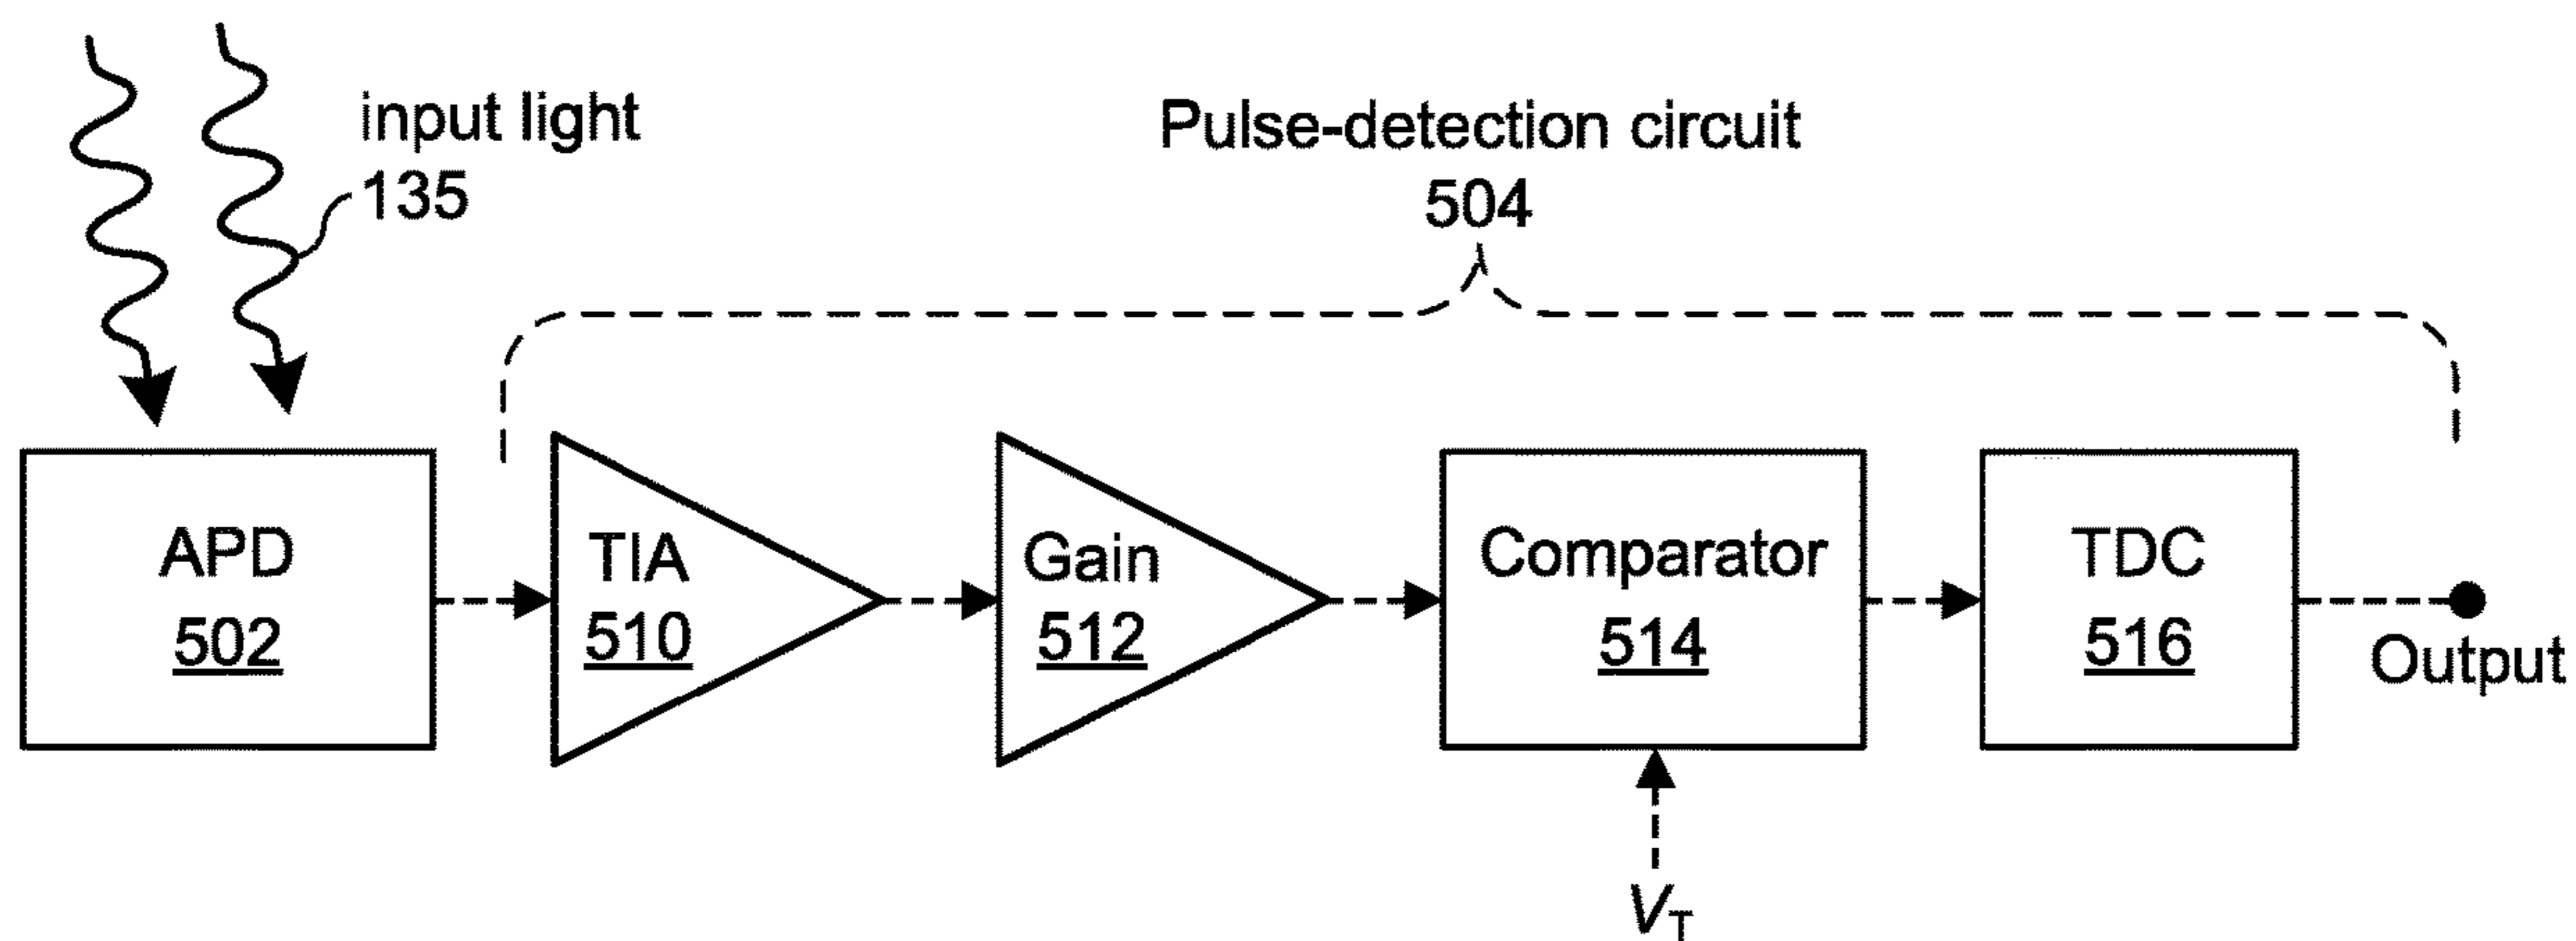 input light
135
Pulse-detection circuit
504
APD
502
TIA
510
Gain
512
Comparator
514
TDC
516
Output
VT